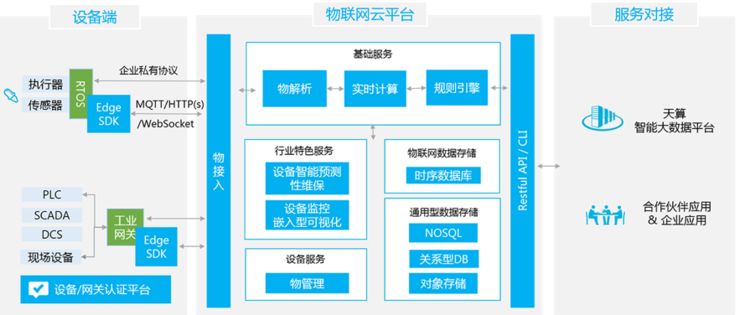 设备端
执行器
传感器
RTOS
Edge
SDK
企业私有协议
MQTT/HTTP(s)
/WebSocket
PLC
SCADA
DCS
现场设备
工业
网关
Edge
SDK
设备/网关认证平台
物联网云平台
物接入
基础服务
物解析
实时计算
规则引擎
行业特色服务
设备智能预测
性维保
设备监控
嵌入型可视化
设备服务
物管理
物联网数据存储
时序数据库
通用型数据存储
NOSQL
关系型DB
对象存储
Restful API / CLI
服务对接
天算
智能大数据平台
合作伙伴应用
& 企业应用